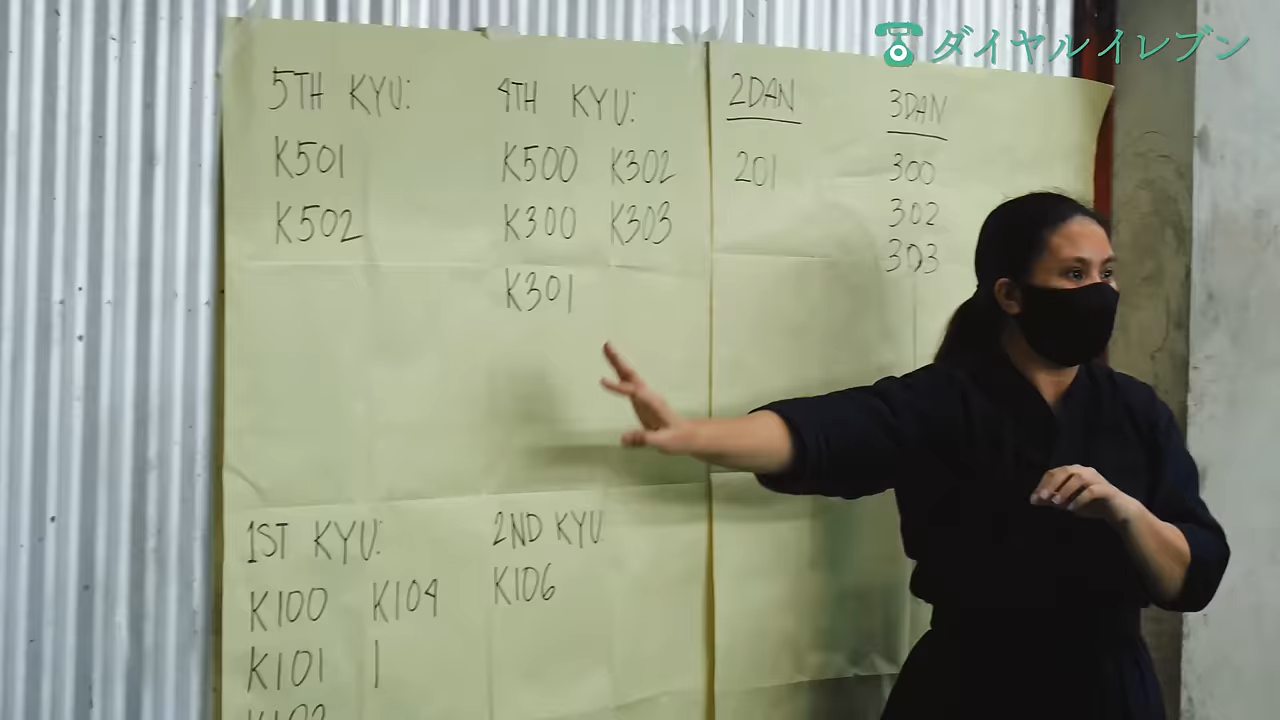 ダイヤルイレブン
5TH KYU:
K501
K502
4TH KYU:
K500 K302
K300 K303
K301
2DAN
201
3DAN
300
302
303
1ST KYU:
K100 K104
K101
2ND KYU
K106